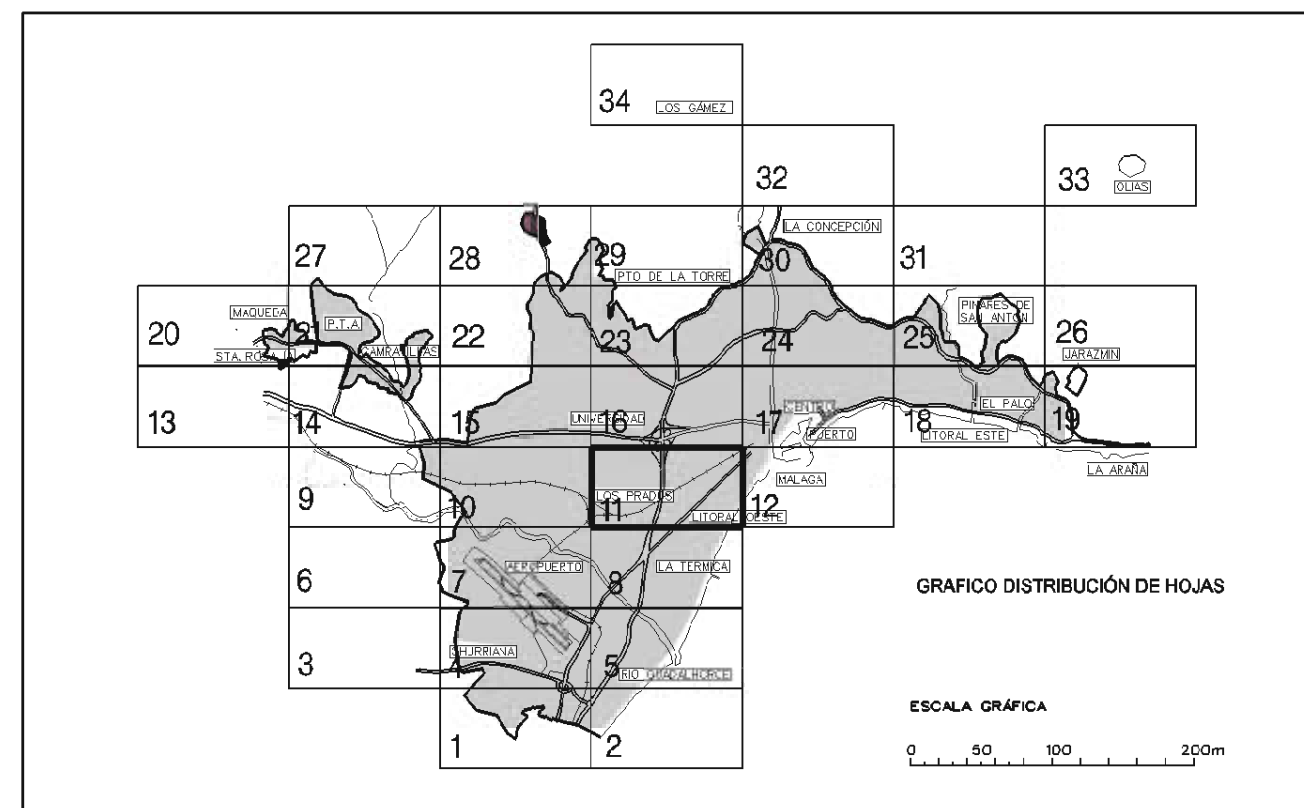 34 LOS GÁMEZ
32
33
OLIAS
LA CONCEPCIÓN
27 28 29 30 31
PTO DE LA TORRE
MAQUEDA
P.T.A.
PINARES DE
SAN ANTON
20 22 23 24 25 26
STA. ROSALIA
CAMPANILLAS
JARAZMIN
13 14 15 16 17 18 19
UNIVERSIDAD
CENTRO
EL PALO
PUERTO
LITORAL ESTE
LA ARAÑA
MALAGA
9 10 11 12
LOS PRADOS
LITORAL OESTE
6 7 8
AEROPUERTO
LA TERMICA
GRAFICO DISTRIBUCIÓN DE HOJAS
3 5
CHURRIANA
RIO GUADALHORCE
1 2
ESCALA GRÁFICA
0 50 100 200m